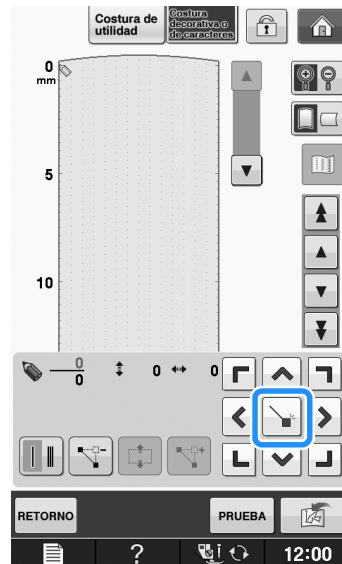 Costura de
utilidad
Costura
decorativa o
de caracteres
0
mm
5
10
0
0
0
0
RETORNO
PRUEBA
?
12:00